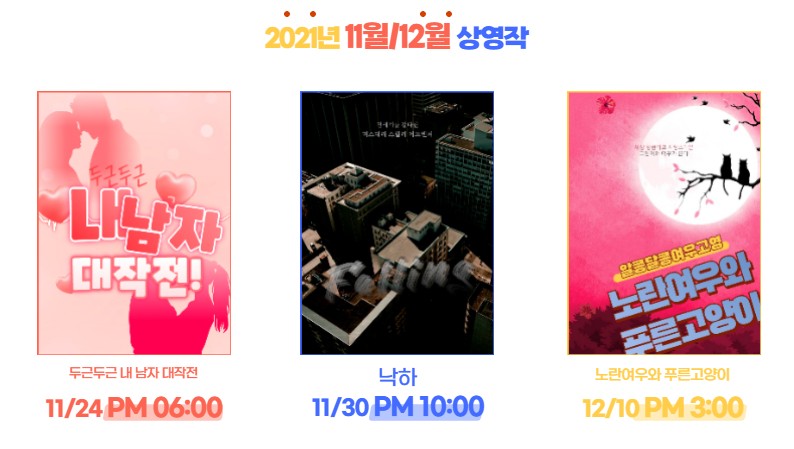 2021년 11월/12월 상영작
두근두근
내남자
대작전!
Falling
알콩달콩여우고영
노란여우와
푸른고양이
두근두근 내 남자 대작전
낙하
노란여우와 푸른고양이
11/24 PM 06:00
11/30 PM 10:00
12/10 PM 3:00